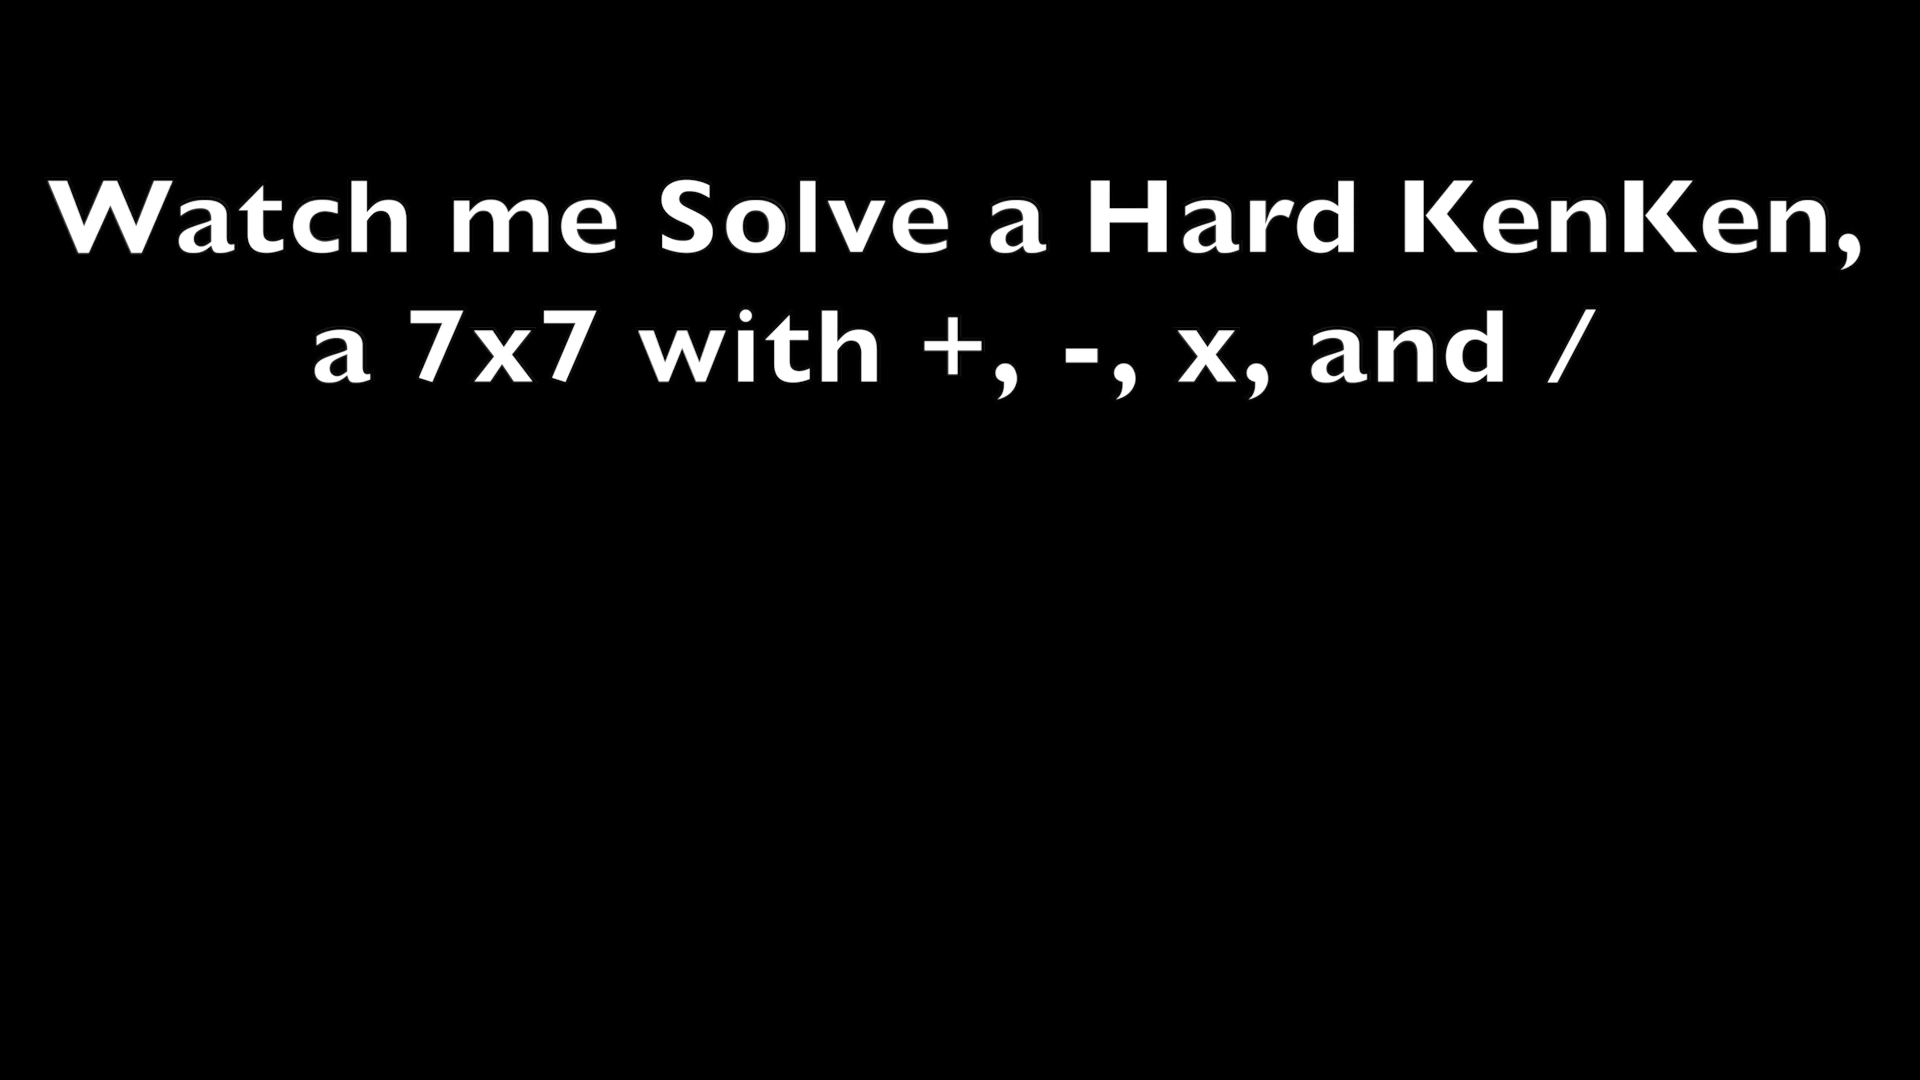 Watch me Solve a Hard KenKen,
a 7x7 with +, -, x, and /